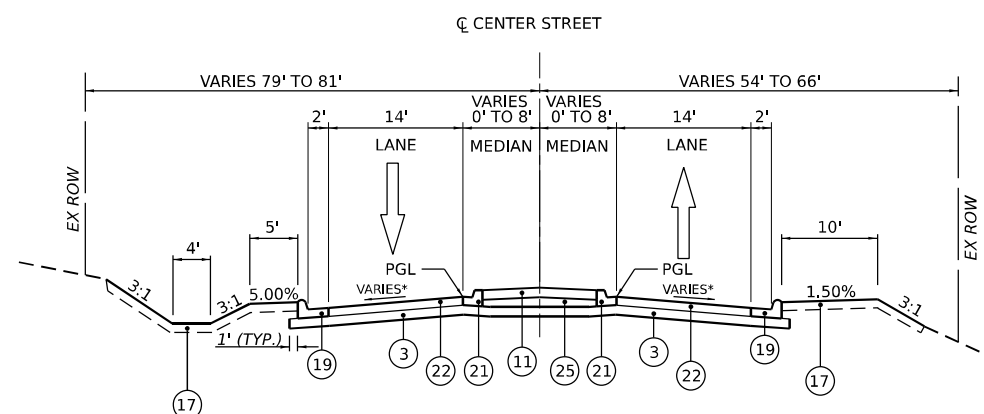 ℄ CENTER STREET
VARIES 79' TO 81'
VARIES 54' TO 66'
VARIES
0' TO 8'
VARIES
0' TO 8'
2'
14'
14'
2'
LANE
MEDIAN
MEDIAN
LANE
EX ROW
EX ROW
5'
10'
4'
PGL
PGL
3:1
3:1
5.00%
VARIES*
VARIES*
1.50%
3:1
1' (TYP.)
19
3
22
21
11
25
21
3
22
19
17
17